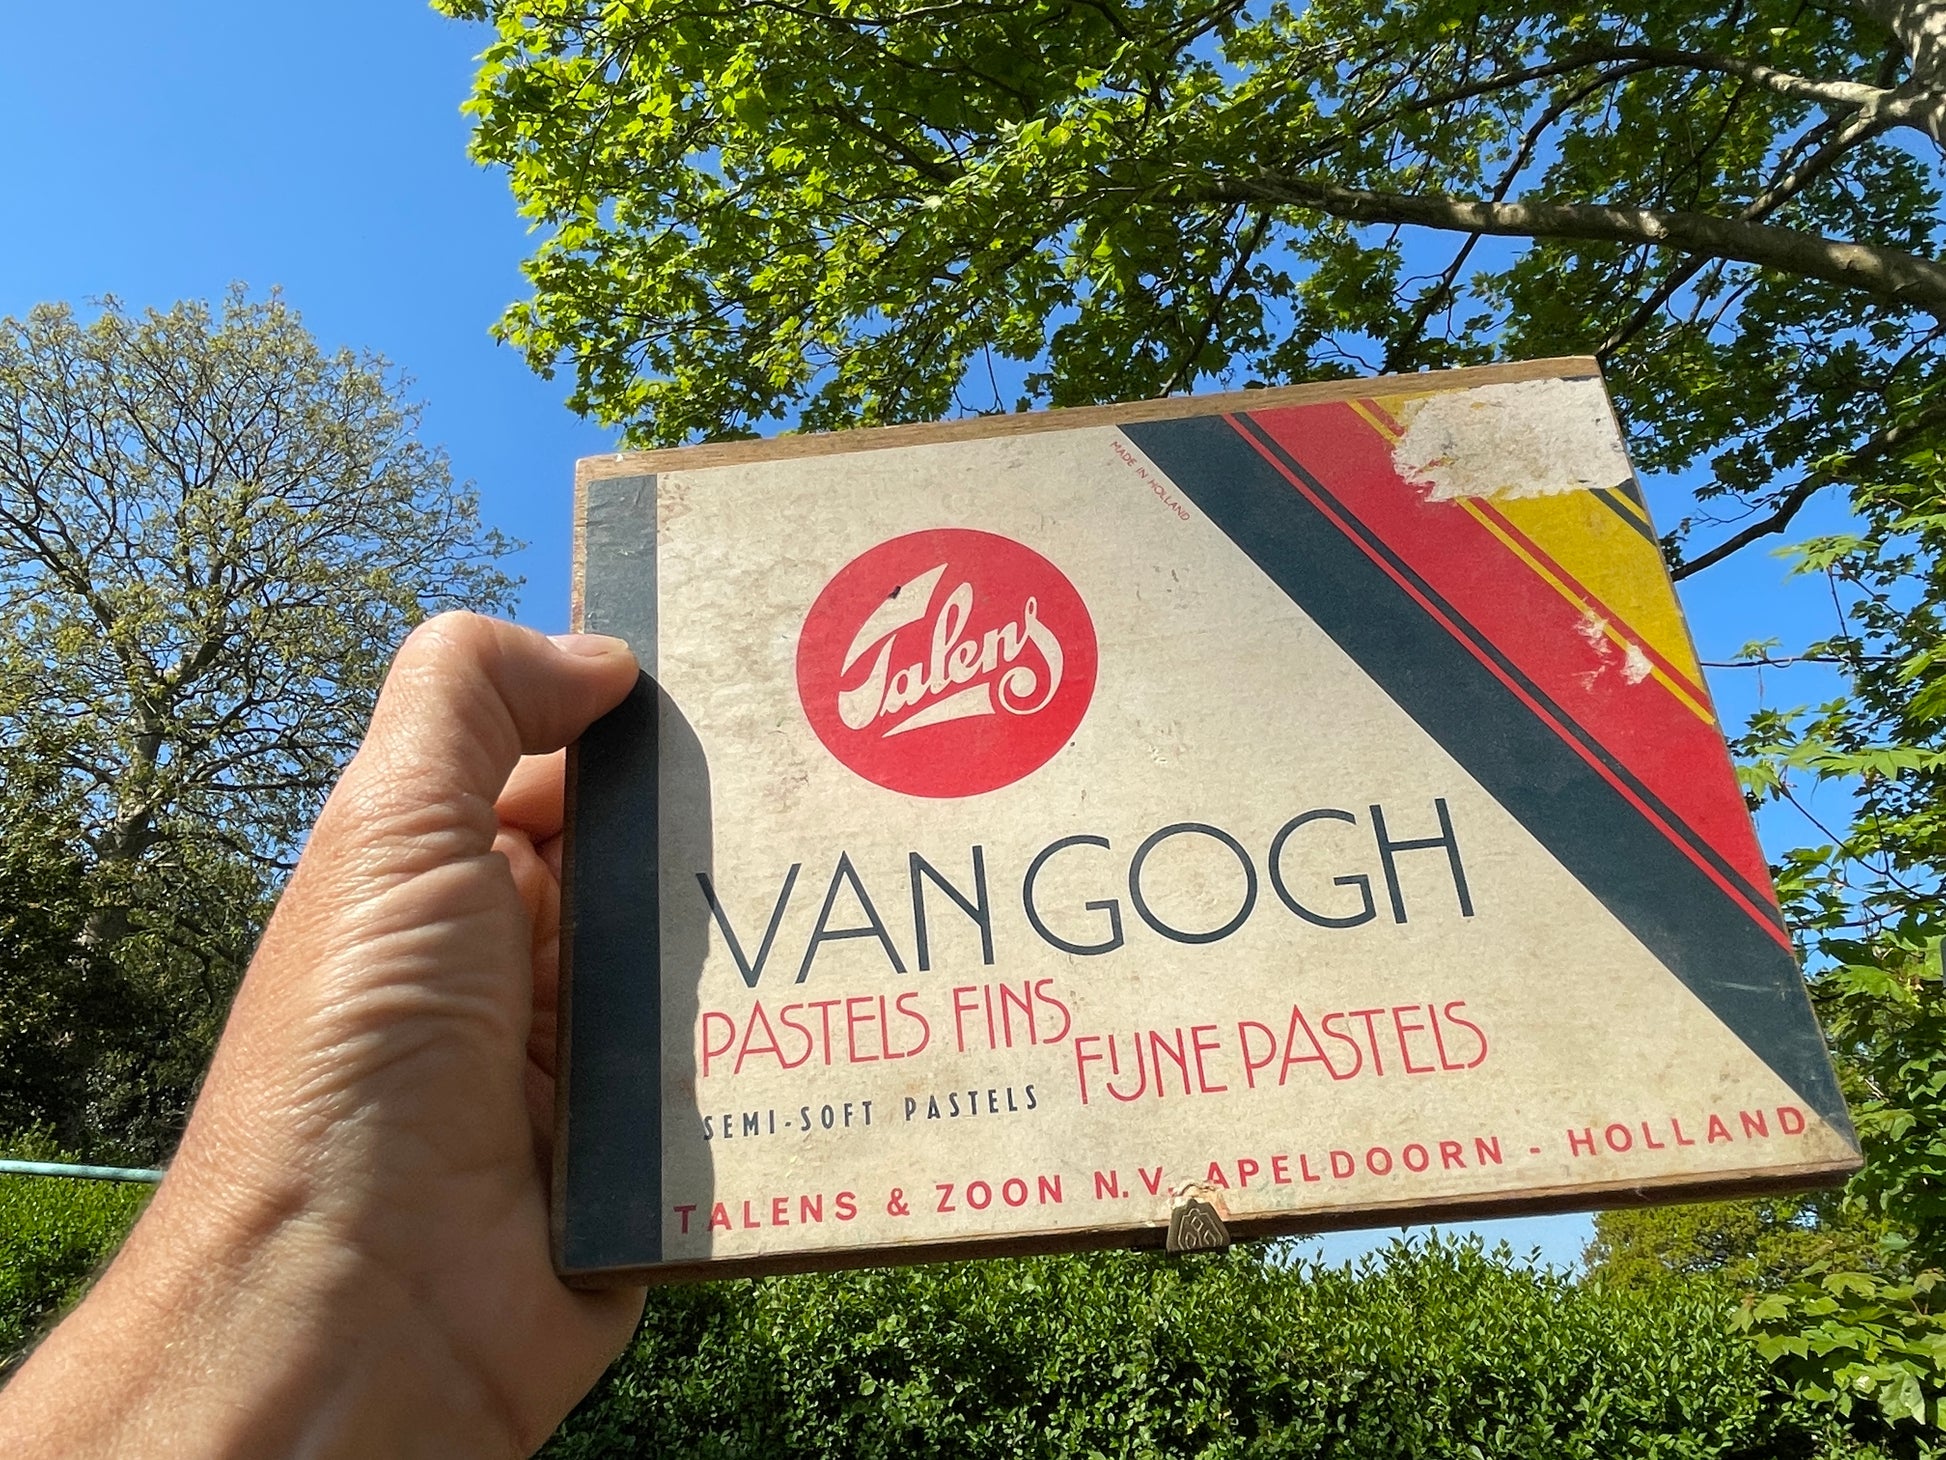 MADE IN HOLLAND
Talens
VAN GOGH
PASTELS FINS
FIJNE PASTELS
SEMI-SOFT PASTELS
TALENS & ZOON N.V. APELDOORN - HOLLAND